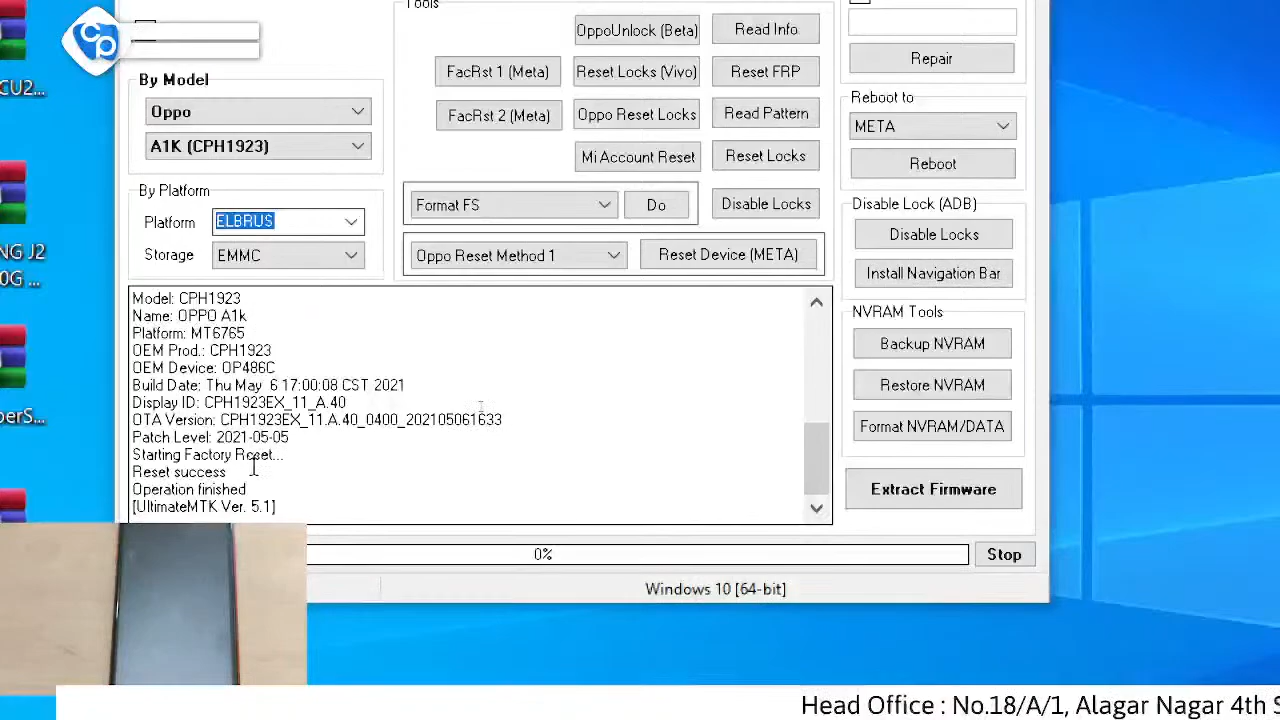 Tools
OppoUnlock (Beta)
Read Info.
FacRst 1 (Meta)
Reset Locks (Vivo)
Reset FRP
Repair
CU2...
By Model
Oppo
FacRst 2 (Meta)
Oppo Reset Locks
Read Pattern
Reboot to
META
A1K (CPH1923)
Mi Account Reset
Reset Locks
Reboot
By Platform
Platform
ELBRUS
Format FS
Do
Disable Locks
Disable Lock (ADB)
Disable Locks
NG J2
0G ...
Storage
EMMC
Oppo Reset Method 1
Reset Device (META)
Install Navigation Bar
Model: CPH1923
Name: OPPO A1k
Platform: MT6765
OEM Prod.: CPH1923
OEM Device: OP486C
Build Date: Thu May 6 17:00:08 CST 2021
Display ID: CPH1923EX_11_A.40
OTA Version: CPH1923EX_11.A.40_0400_202105061633
Patch Level: 2021-05-05
Starting Factory Reset...
Reset success
Operation finished
[UltimateMTK Ver. 5.1]
NVRAM Tools
Backup NVRAM
Restore NVRAM
Format NVRAM/DATA
Extract Firmware
perS...
0%
Stop
Windows 10 [64-bit]
Head Office : No.18/A/1, Alagar Nagar 4th S
cp